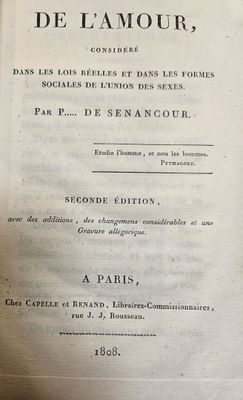 DE L'AMOUR,
CONSIDÉRÉ
DANS LES LOIS RÉELLES ET DANS LES FORMES
SOCIALES DE L'UNION DES SEXES.
PAR P..... DE SENANCOUR.
Etudie l'homme, et non les hommes.
PYTHAGORE.
SECONDE ÉDITION,
avec des additions, des changemens considérables et une
Gravure allégorique.
A PARIS,
Chez CAPELLE et RENAND, Libraires-Commissionnaires,
rue J. J. Rousseau.
1808.